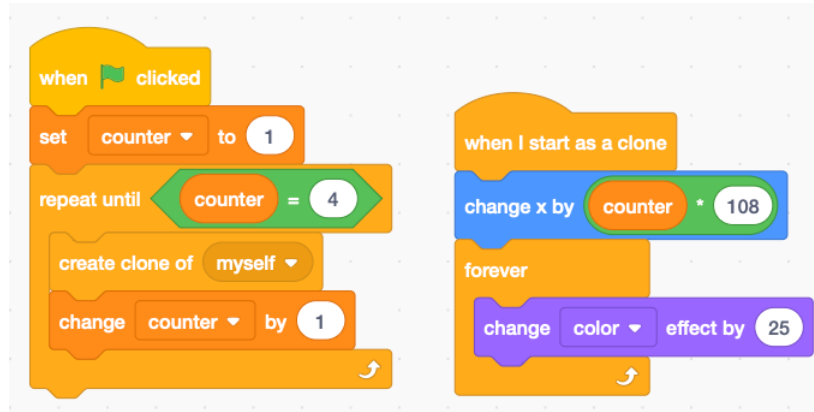 when clicked
set counter to 1
repeat until counter = 4
create clone of myself
change counter by 1
when I start as a clone
change x by counter * 108
forever
change color effect by 25